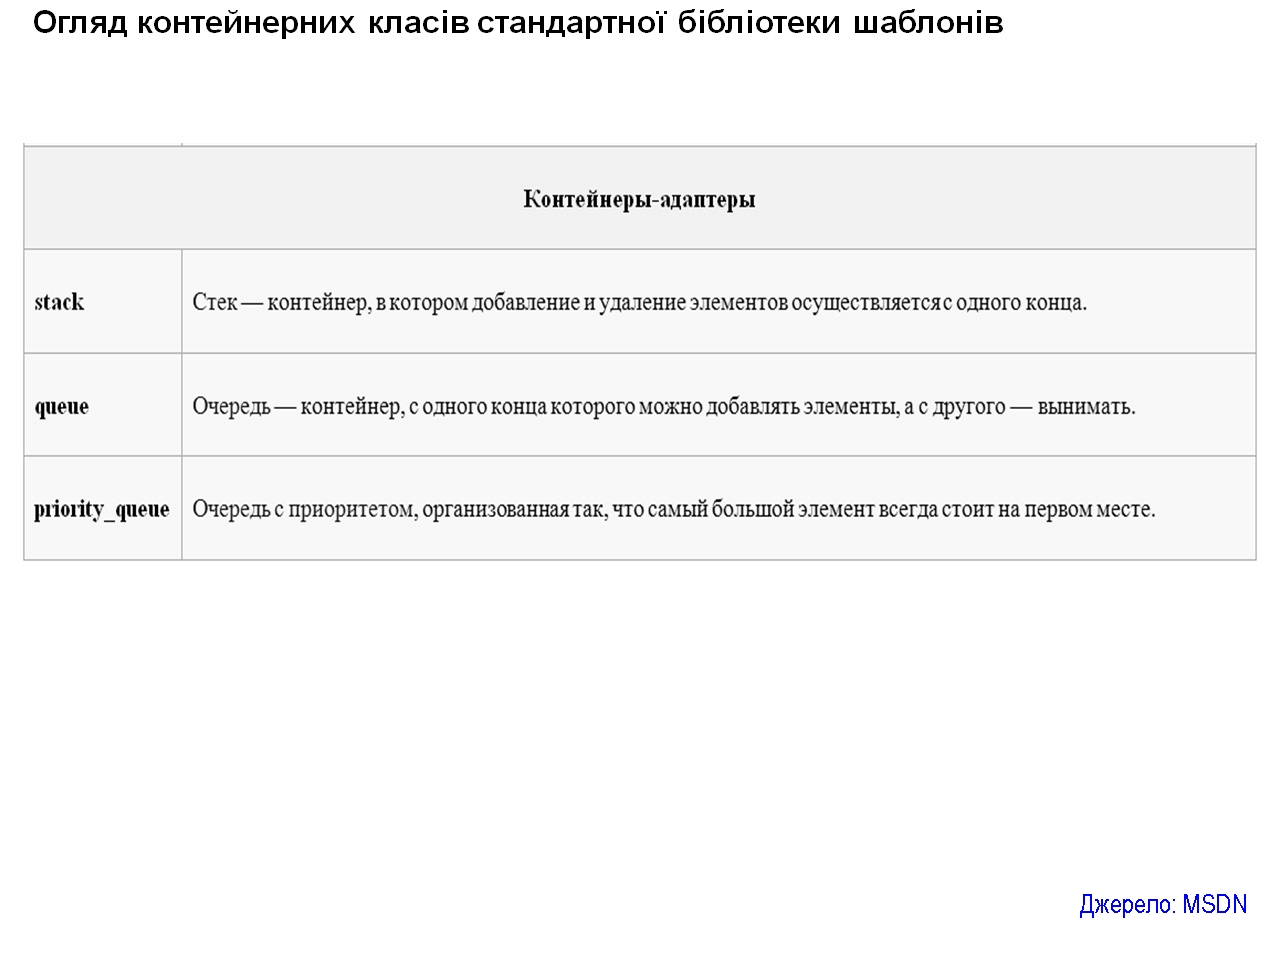 Огляд контейнерних класів стандартної бібліотеки шаблонів
Контейнеры-адаптеры
stack
Стек — контейнер, в котором добавление и удаление элементов осуществляется с одного конца.
queue
Очередь — контейнер, с одного конца которого можно добавлять элементы, а с другого — вынимать.
priority_queue
Очередь с приоритетом, организованная так, что самый большой элемент всегда стоит на первом месте.
Джерело: MSDN